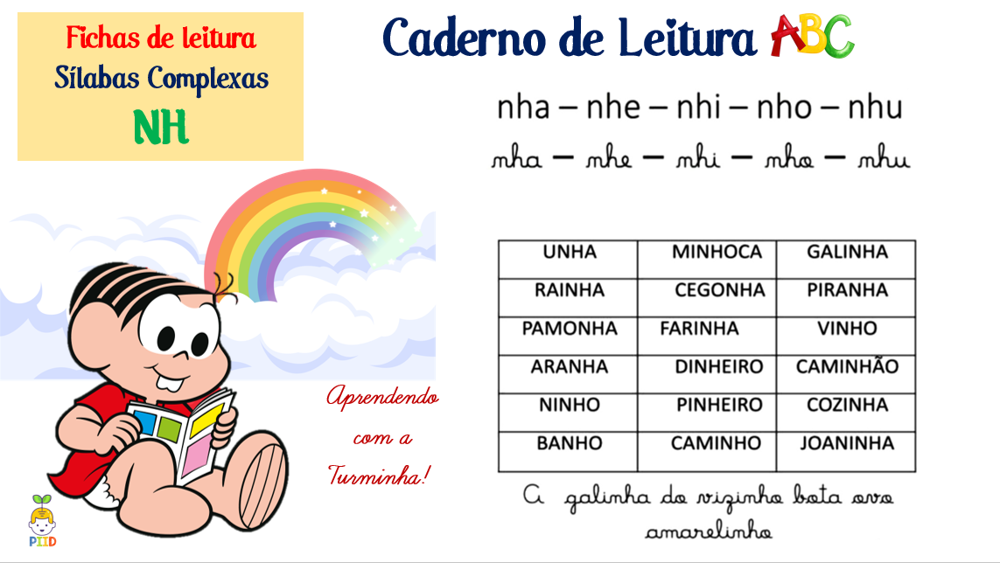 Fichas de leitura
Sílabas Complexas
NH
Caderno de Leitura ABC
nha – nhe – nhi – nho – nhu
nha – nhe – nhi – nho – nhu
UNHA MINHOCA GALINHA
RAINHA CEGONHA PIRANHA
PAMONHA FARINHA VINHO
ARANHA DINHEIRO CAMINHÃO
NINHO PINHEIRO COZINHA
BANHO CAMINHO JOANINHA
A galinha do vizinho bota ovo
amarelinho
Aprendendo
com a
Turminha!
PIID